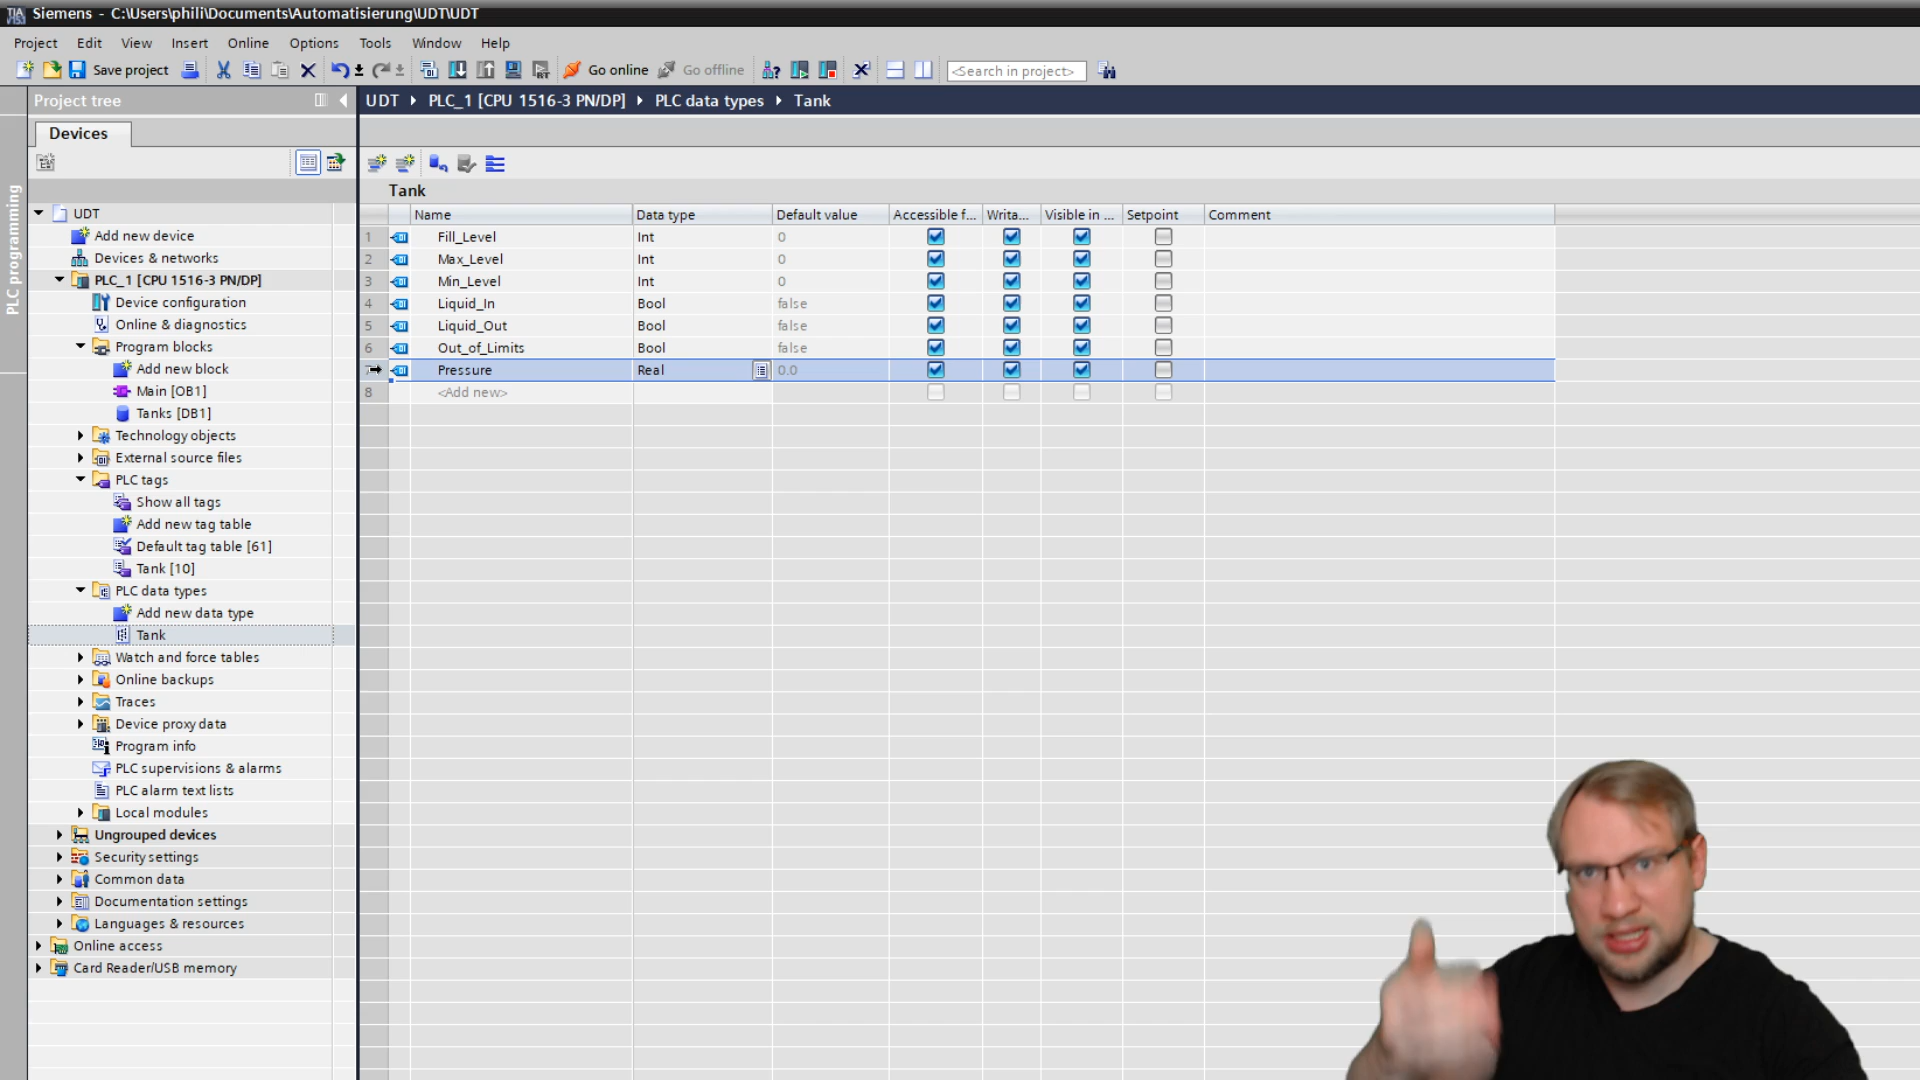 Siemens - C:\Users\phili\Documents\Automatisierung\UDT\UDT
Project Edit View Insert Online Options Tools Window Help
Save project Go online Go offline <Search in project>
Project tree
UDT PLC_1 [CPU 1516-3 PN/DP] PLC data types Tank
Devices
PLC programming
Tank
Name Data type Default value Accessible f... Writa... Visible in ... Setpoint Comment
1 Fill_Level Int 0
2 Max_Level Int 0
3 Min_Level Int 0
4 Liquid_In Bool false
5 Liquid_Out Bool false
6 Out_of_Limits Bool false
7 Pressure Real 0.0
8 <Add new>
UDT
Add new device
Devices & networks
PLC_1 [CPU 1516-3 PN/DP]
Device configuration
Online & diagnostics
Program blocks
Add new block
Main [OB1]
Tanks [DB1]
Technology objects
External source files
PLC tags
Show all tags
Add new tag table
Default tag table [61]
Tank [10]
PLC data types
Add new data type
Tank
Watch and force tables
Online backups
Traces
Device proxy data
Program info
PLC supervisions & alarms
PLC alarm text lists
Local modules
Ungrouped devices
Security settings
Common data
Documentation settings
Languages & resources
Online access
Card Reader/USB memory